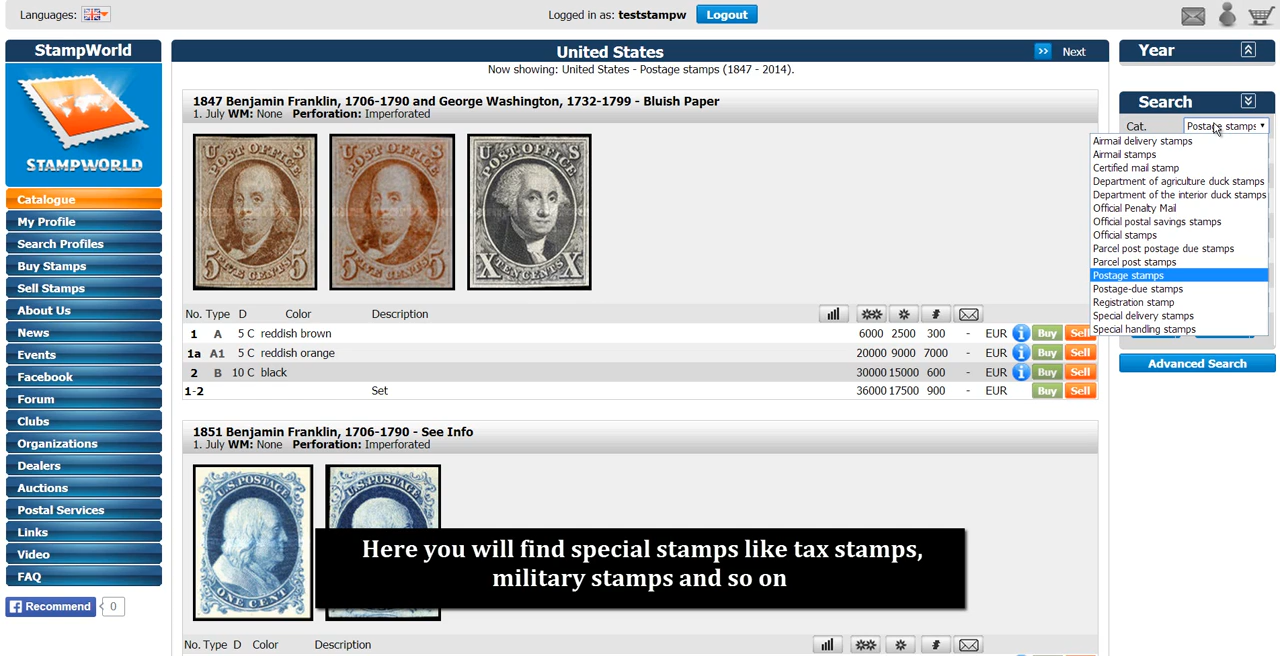 Languages:
Logged in as: teststampw
Logout
StampWorld
STAMPWORLD
Catalogue
My Profile
Search Profiles
Buy Stamps
Sell Stamps
About Us
News
Events
Facebook
Forum
Clubs
Organizations
Dealers
Auctions
Postal Services
Links
Video
FAQ
Recommend 0
United States
>> Next
Now showing: United States - Postage stamps (1847 - 2014).
1847 Benjamin Franklin, 1706-1790 and George Washington, 1732-1799 - Bluish Paper
1. July WM: None Perforation: Imperforated
POST OFFICE POST OFFICE POST OFFICE
5 5 5 5 X X
FIVE CENTS FIVE CENTS TEN CENTS
No. Type D Color Description
1 A 5 C reddish brown 6000 2500 300 - EUR i Buy Sell
1a A1 5 C reddish orange 20000 9000 7000 - EUR i Buy Sell
2 B 10 C black 30000 15000 600 - EUR i Buy Sell
1-2 Set 36000 17500 900 - EUR Buy Sell
1851 Benjamin Franklin, 1706-1790 - See Info
1. July WM: None Perforation: Imperforated
U.S. POSTAGE U.S. POSTAGE
ONE CENT
Here you will find special stamps like tax stamps,
military stamps and so on
No. Type D Color Description
Year
Search
Cat. Postage stamps
Airmail delivery stamps
Airmail stamps
Certified mail stamp
Department of agriculture duck stamps
Department of the interior duck stamps
Official Penalty Mail
Official postal savings stamps
Official stamps
Parcel post postage due stamps
Parcel post stamps
Postage stamps
Postage-due stamps
Registration stamp
Special delivery stamps
Special handling stamps
Advanced Search